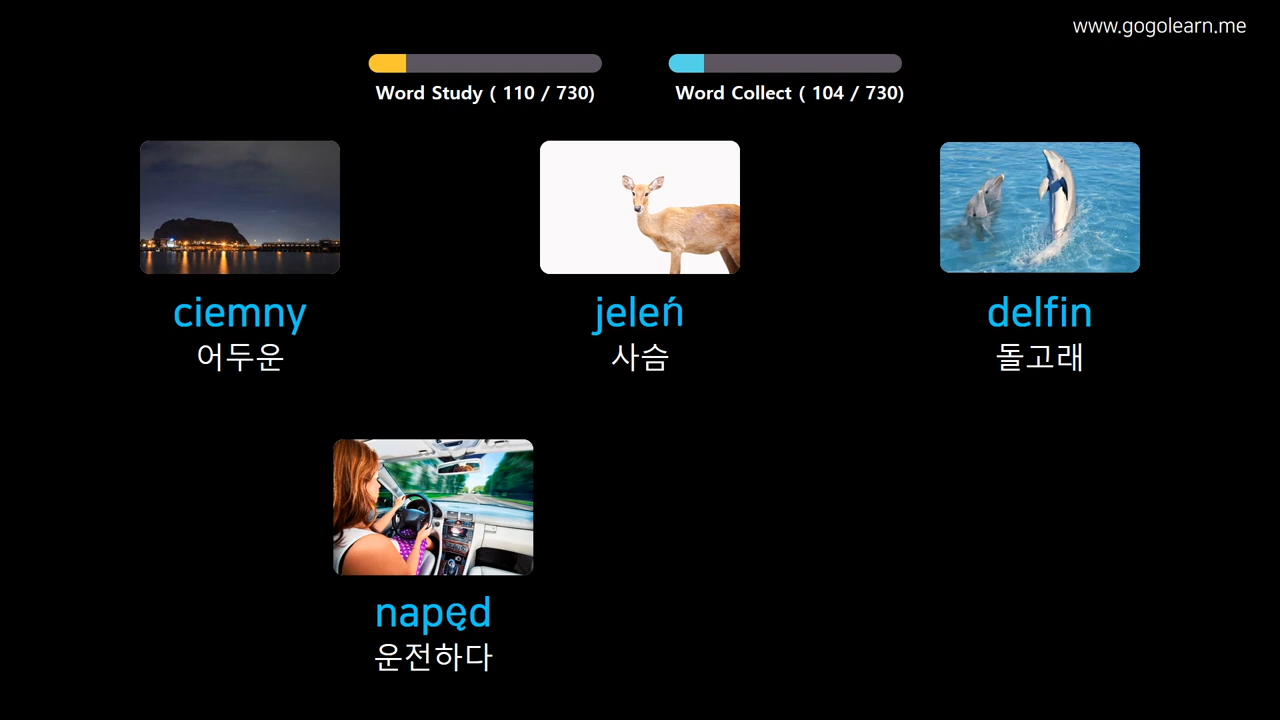 www.gogolearn.me
Word Study ( 110 / 730)
Word Collect ( 104 / 730)
ciemny
어두운
jeleń
사슴
delfin
돌고래
napęd
운전하다